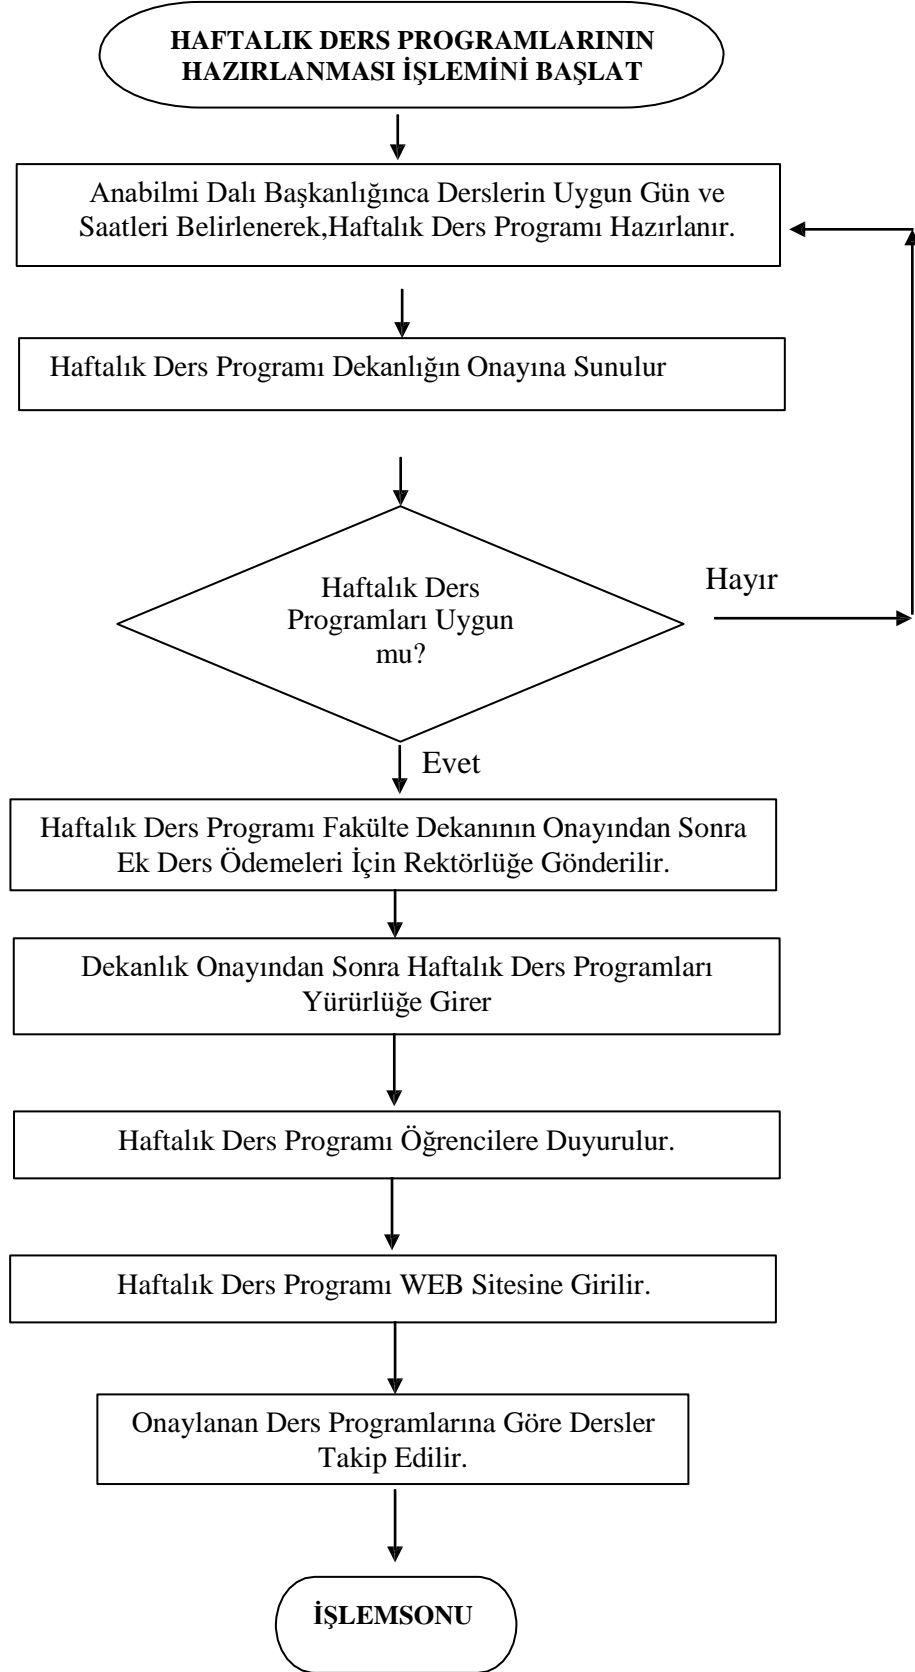 HAFTALIK DERS PROGRAMLARININ
HAZIRLANMASI İŞLEMİNİ BAŞLAT
Anabilmi Dalı Başkanlığınca Derslerin Uygun Gün ve
Saatleri Belirlenerek,Haftalık Ders Programı Hazırlanır.
Haftalık Ders Programı Dekanlığın Onayına Sunulur
Haftalık Ders
Programları Uygun
mu?
Hayır
Evet
Haftalık Ders Programı Fakülte Dekanının Onayından Sonra
Ek Ders Ödemeleri İçin Rektörlüğe Gönderilir.
Dekanlık Onayından Sonra Haftalık Ders Programları
Yürürlüğe Girer
Haftalık Ders Programı Öğrencilere Duyurulur.
Haftalık Ders Programı WEB Sitesine Girilir.
Onaylanan Ders Programlarına Göre Dersler
Takip Edilir.
İŞLEMSONU